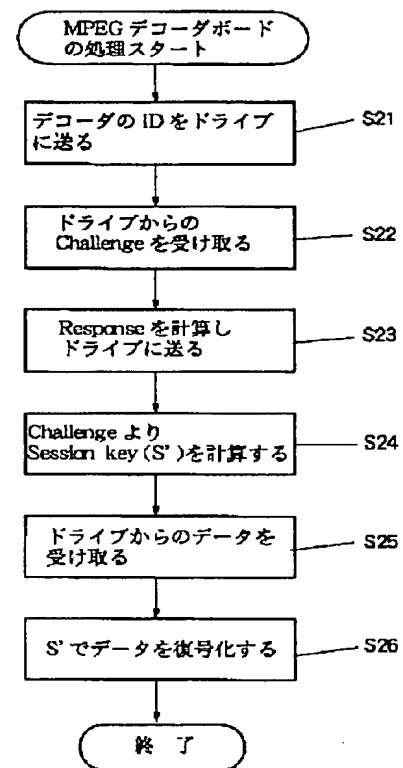 MPEG デコーダボード
の処理スタート
デコーダの ID をドライブ
に送る
S21
ドライブからの
Challenge を受け取る
S22
Response を計算し
ドライブに送る
S23
Challenge より
Session key (S')を計算する
S24
ドライブからのデータを
受け取る
S25
S' でデータを復号化する
S26
終 了